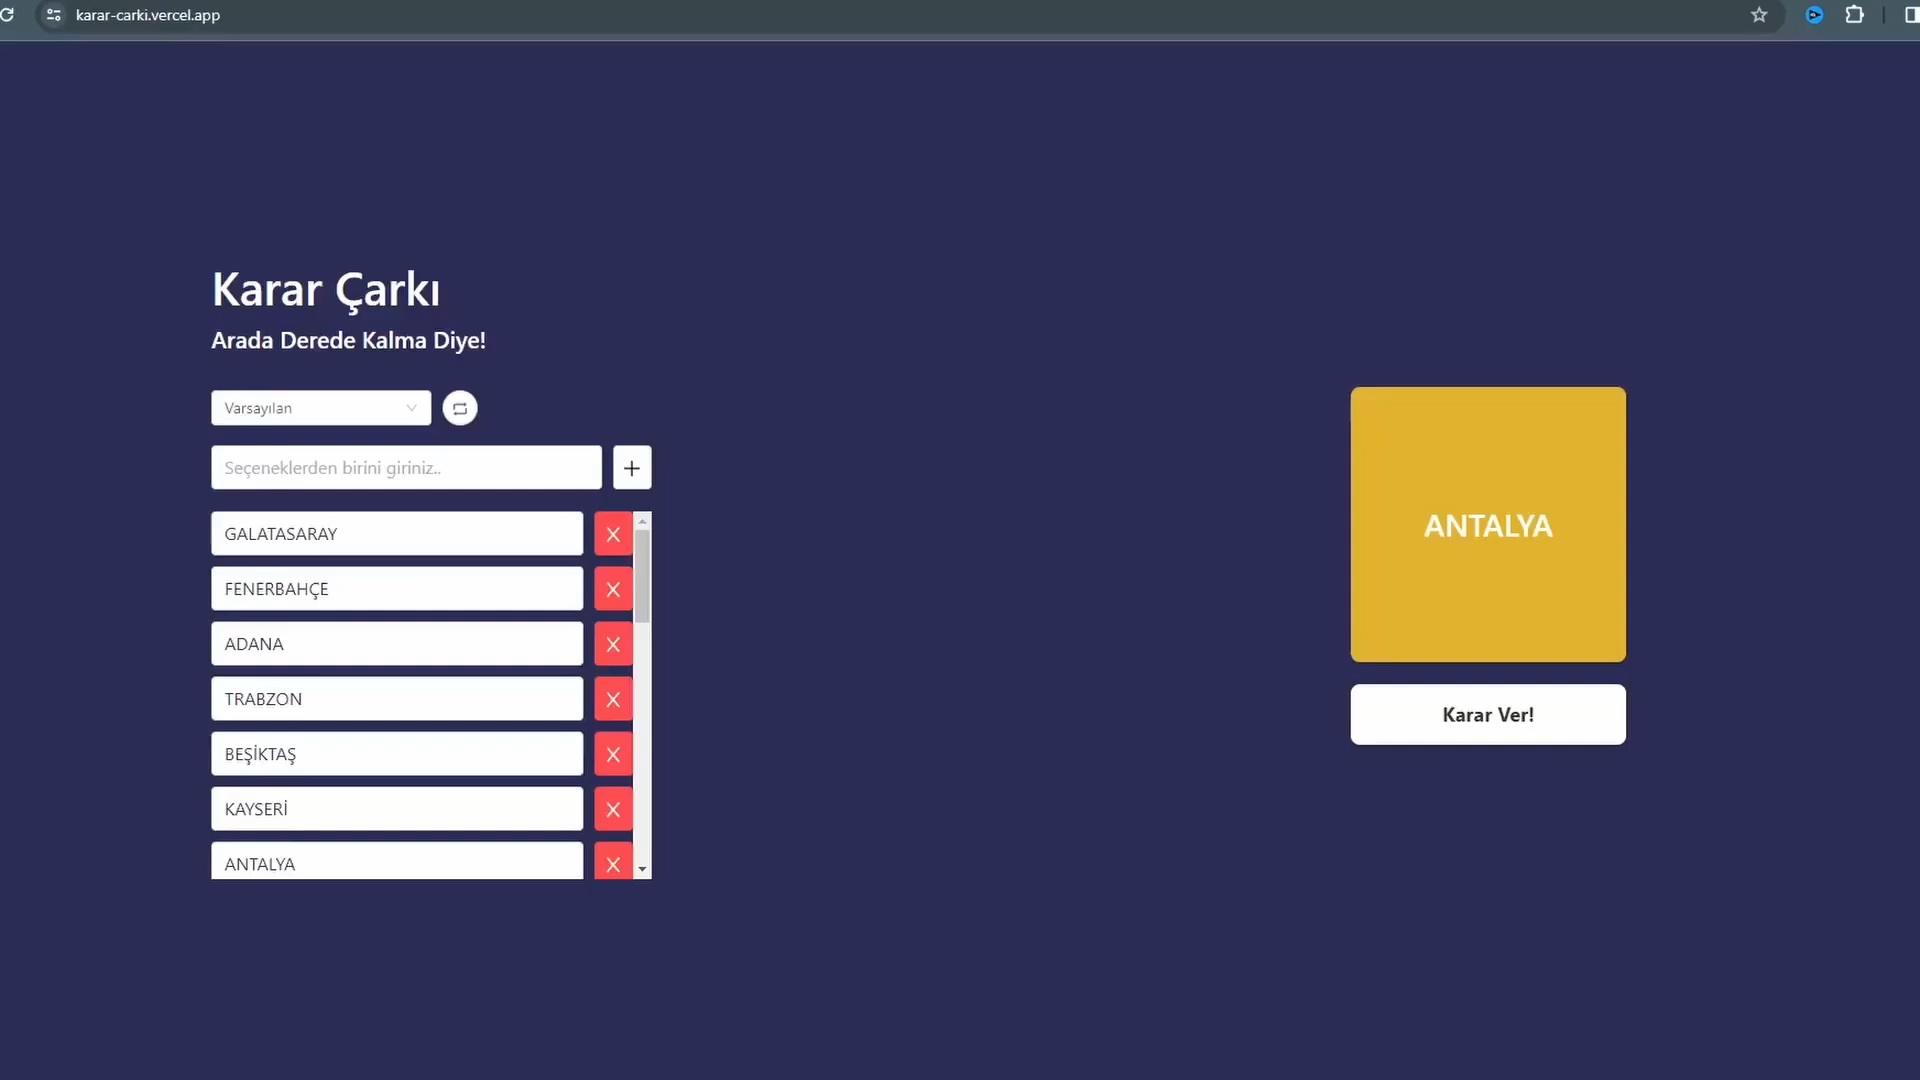 karar-carki.vercel.app
Karar Çarkı
Arada Derede Kalma Diye!
Varsayılan
Seçeneklerden birini giriniz..
GALATASARAY
FENERBAHÇE
ADANA
TRABZON
BEŞİKTAŞ
KAYSERİ
ANTALYA
ANTALYA
Karar Ver!